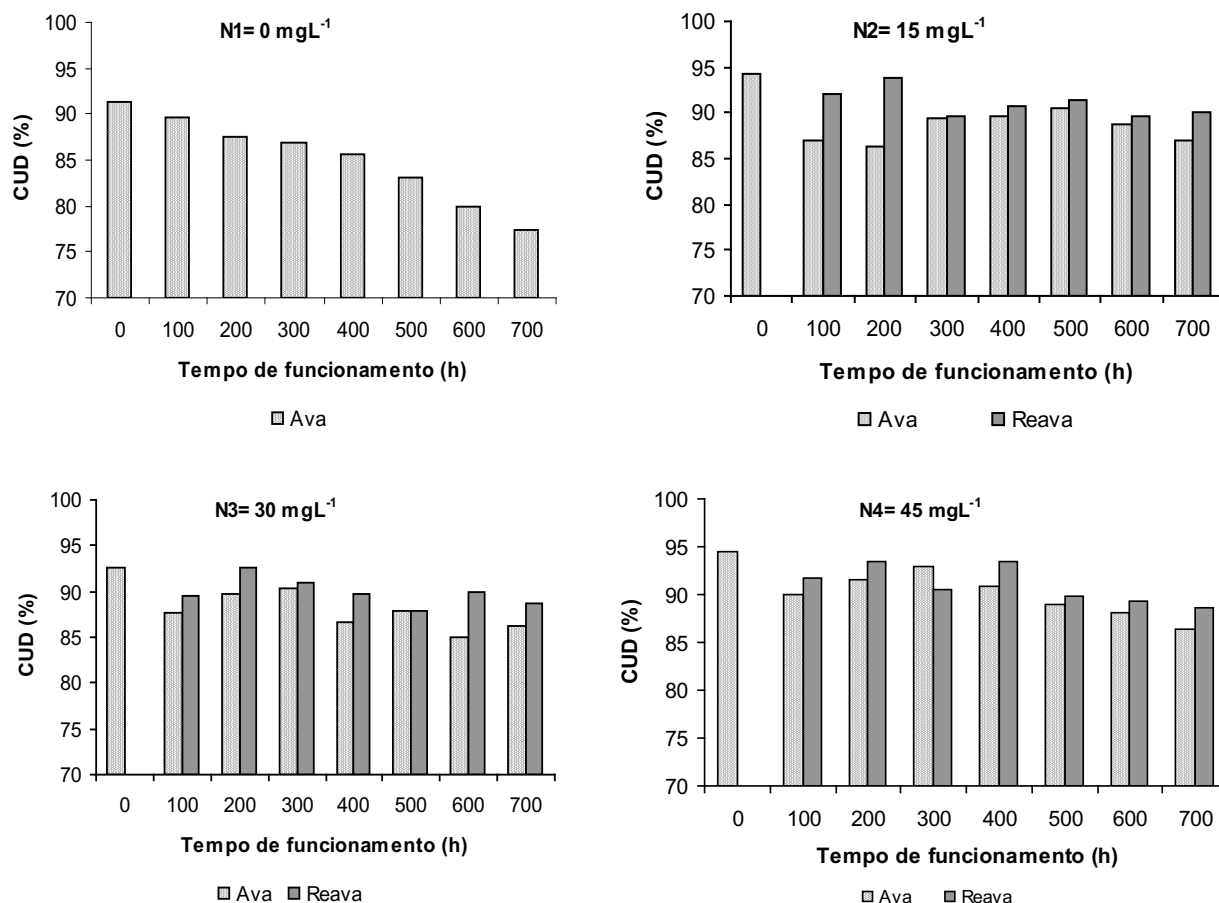 N1= 0 mgL-1
100
95
90
85
80
75
70
CUD (%)
0 100 200 300 400 500 600 700
Tempo de funcionamento (h)
Ava
N2= 15 mgL-1
100
95
90
85
80
75
70
CUD (%)
0 100 200 300 400 500 600 700
Tempo de funcionamento (h)
Ava Reava
N3= 30 mgL-1
100
95
90
85
80
75
70
CUD (%)
0 100 200 300 400 500 600 700
Tempo de funcionamento (h)
Ava Reava
N4= 45 mgL-1
100
95
90
85
80
75
70
CUD (%)
0 100 200 300 400 500 600 700
Tempo de funcionamento (h)
Ava Reava